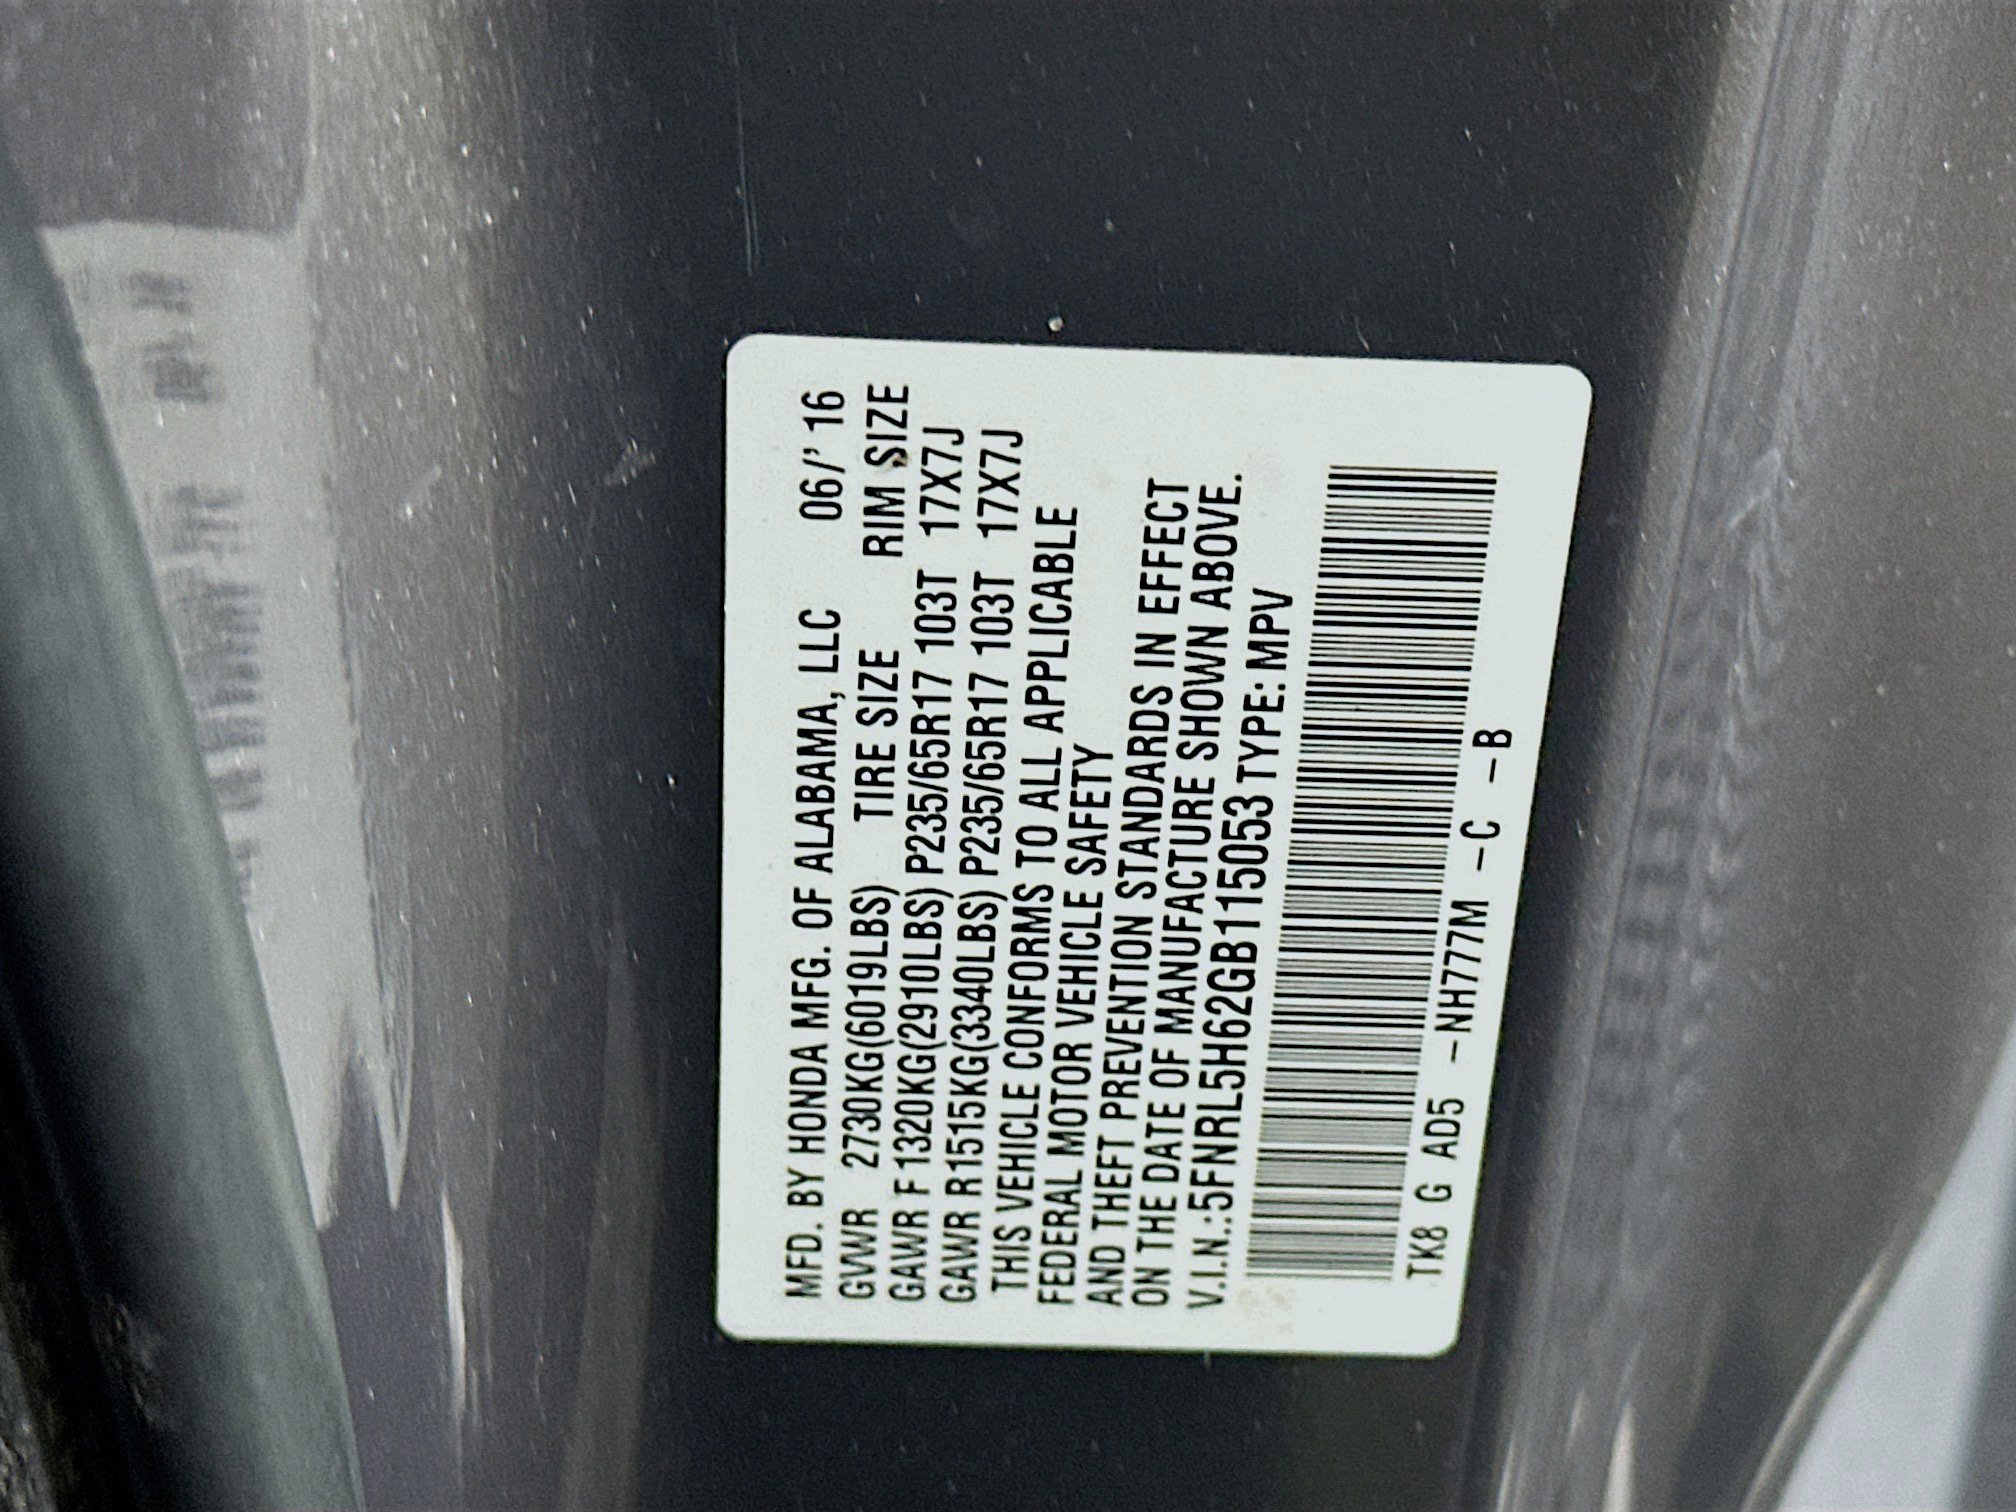 MFD. BY HONDA MFG. OF ALABAMA, LLC 06/' 16
GVWR 2730KG(6019LBS) TIRE SIZE RIM SIZE
GAWR F 1320KG(2910LBS) P235/65R17 103T 17X7J
GAWR R1515KG(3340LBS) P235/65R17 103T 17X7J
THIS VEHICLE CONFORMS TO ALL APPLICABLE
FEDERAL MOTOR VEHICLE SAFETY
AND THEFT PREVENTION STANDARDS IN EFFECT
ON THE DATE OF MANUFACTURE SHOWN ABOVE.
V.I.N.:5FNRL5H62GB115053 TYPE: MPV
TK8 G AD5 -NH777M -C -B